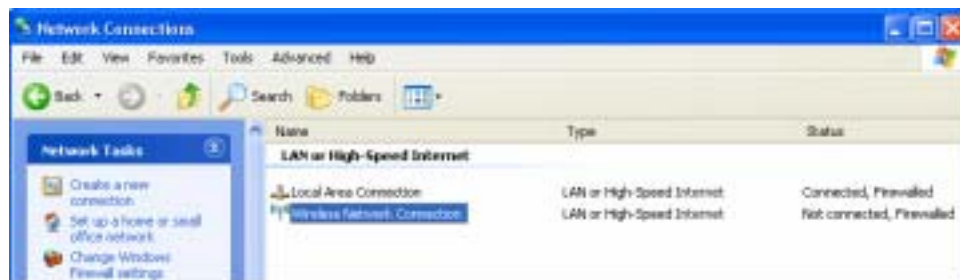 Network Connections
File Edit View Favorites Tools Advanced Help
Back Search Folders
Network Tasks
Create a new connection
Set up a home or small office network
Change Windows Firewall settings
Name Type Status
LAN or High-Speed Internet
Local Area Connection LAN or High-Speed Internet Connected, Firewalled
Wireless Network Connection LAN or High-Speed Internet Not connected, Firewalled